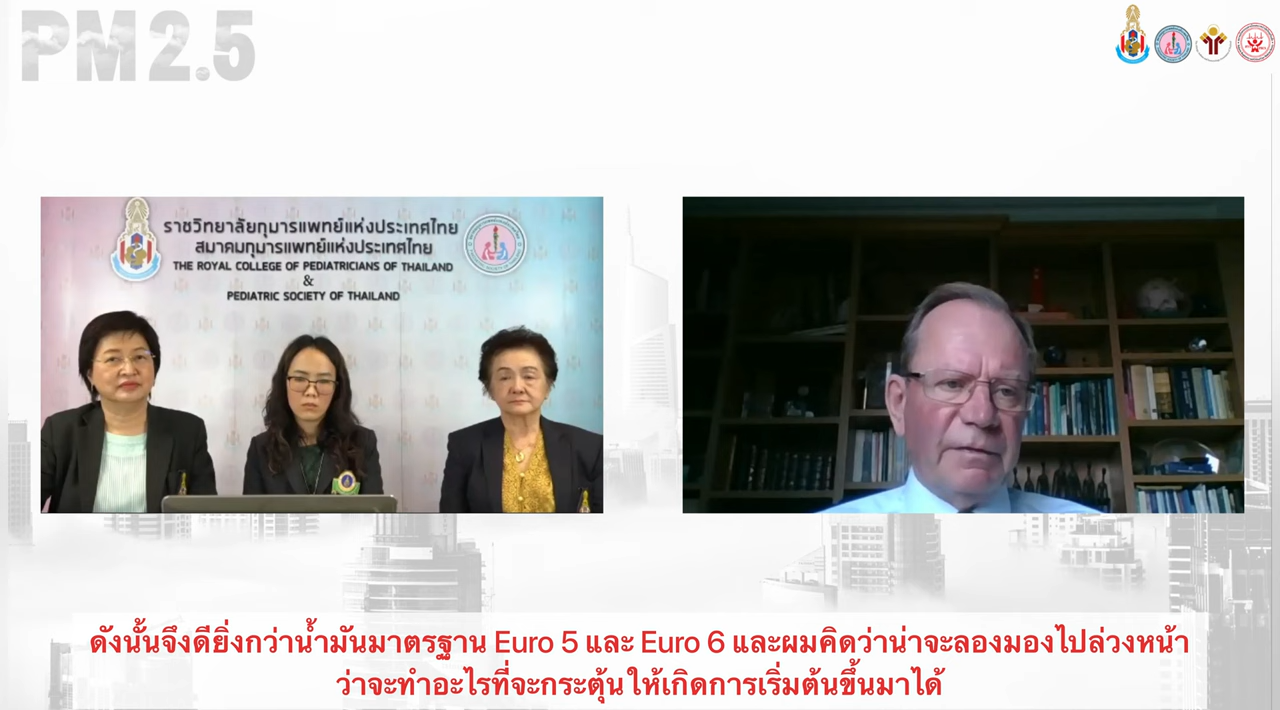 PM2.5
ราชวิทยาลัยกุมารแพทย์แห่งประเทศไทย
สมาคมกุมารแพทย์แห่งประเทศไทย
THE ROYAL COLLEGE OF PEDIATRICIANS OF THAILAND
&
PEDIATRIC SOCIETY OF THAILAND
ดังนั้นจึงดียิ่งกว่าน้ำมันมาตรฐาน Euro 5 และ Euro 6 และผมคิดว่าน่าจะลองมองไปล่วงหน้า
ว่าจะทำอะไรที่จะกระตุ้นให้เกิดการเริ่มต้นขึ้นมาได้